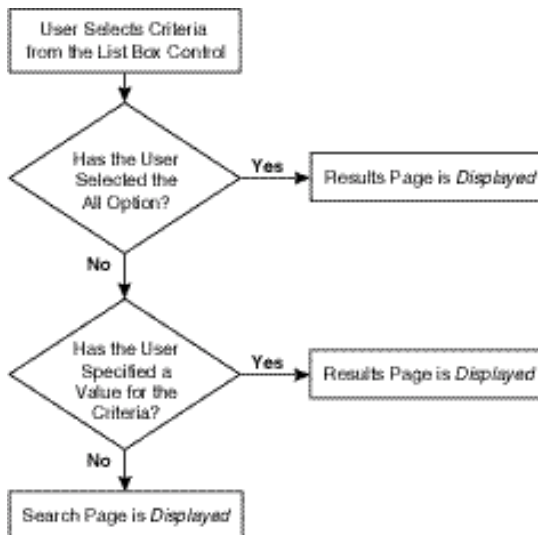 User Selects Criteria
from the List Box Control
Has the User
Selected the
All Option?
Yes
Results Page is Displayed
No
Has the User
Specified a
Value for the
Criteria?
Yes
Results Page is Displayed
No
Search Page is Displayed